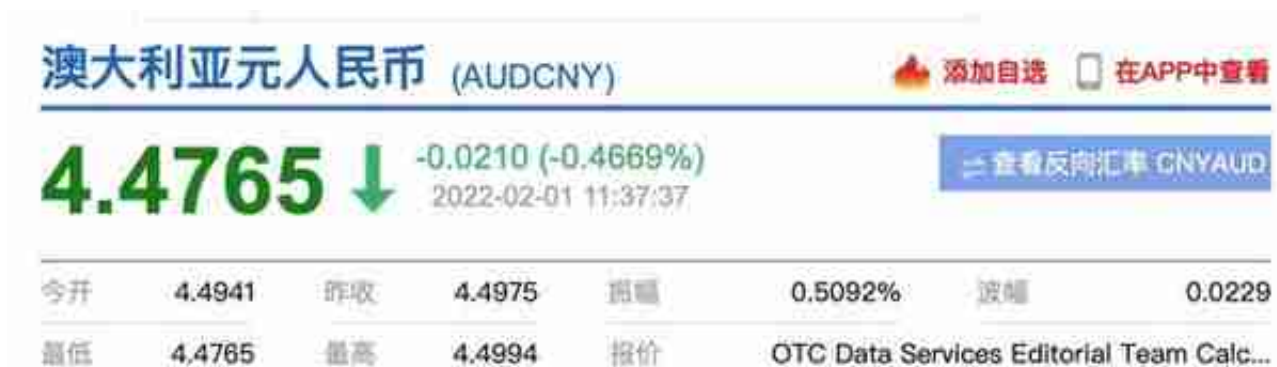 澳大利亚元人民币 (AUDCNY) 添加自选 在APP中查看
4.4765 ↓ -0.0210 (-0.4669%)
查看反向汇率 CNYAUD
2022-02-01 11:37:37
今开 4.4941 昨收 4.4975 振幅 0.5092% 波幅 0.0229
最低 4.4765 最高 4.4994 报价 OTC Data Services Editorial Team Calc...